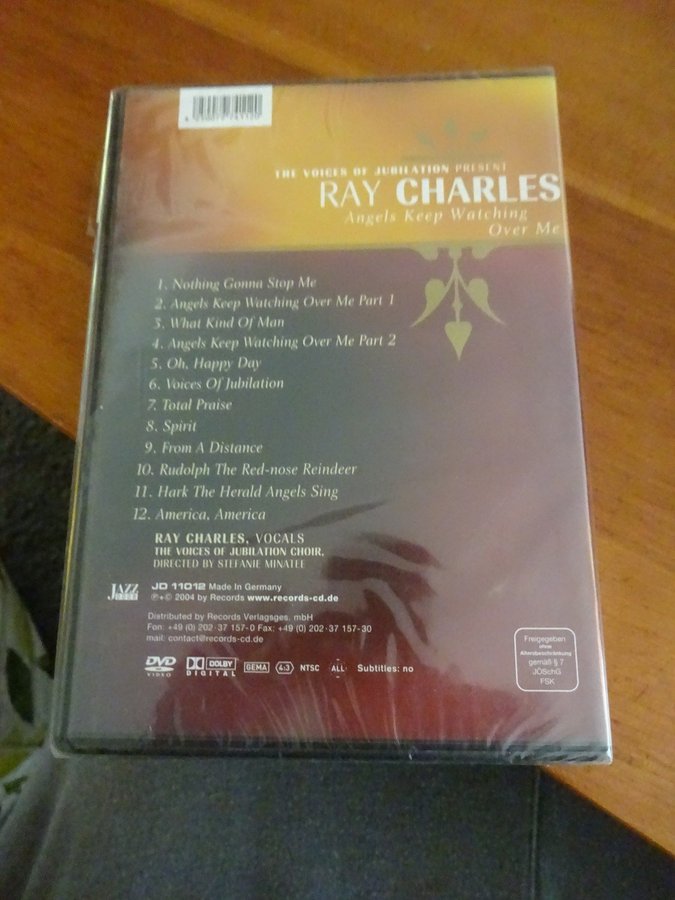 THE VOICES OF JUBILATION PRESENT
RAY CHARLES
Angels Keep Watching
Over Me
1. Nothing Gonna Stop Me
2. Angels Keep Watching Over Me Part 1
3. What Kind Of Man
4. Angels Keep Watching Over Me Part 2
5. Oh, Happy Day
6. Voices Of Jubilation
7. Total Praise
8. Spirit
9. From A Distance
10. Rudolph The Red-nose Reindeer
11. Hark The Herald Angels Sing
12. America, America
RAY CHARLES, VOCALS
THE VOICES OF JUBILATION CHOIR,
DIRECTED BY STEFANIE MINATEE
JAZZ DOOR
JD 11012 Made in Germany
℗+© 2004 by Records www.records-cd.de
Distributed by Records Verlagsges. mbH
Fon: +49 (0) 202-37 157-0 Fax: +49 (0) 202-37 157-30
mail: contact@records-cd.de
DVD VIDEO DOLBY DIGITAL GEMA 4:3 NTSC ALL Subtitles: no
Freigegeben
ohne
Altersbeschränkung
gemäß § 7
JÖSchG
FSK